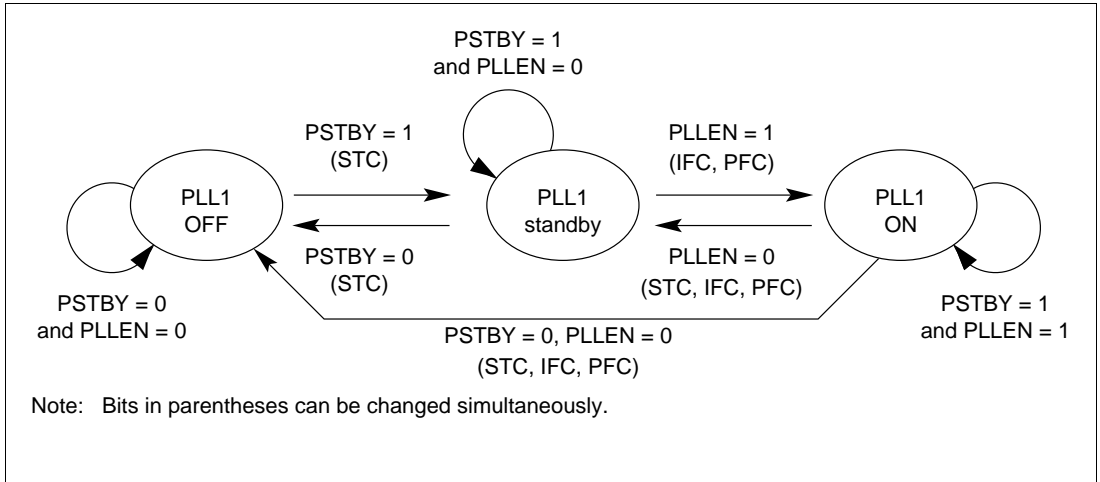 PSTBY = 1
and PLLEN = 0
PSTBY = 1
(STC)
PLLEN = 1
(IFC, PFC)
PLL1
OFF
PLL1
standby
PLL1
ON
PSTBY = 0
(STC)
PLLEN = 0
(STC, IFC, PFC)
PSTBY = 0
and PLLEN = 0
PSTBY = 1
and PLLEN = 1
PSTBY = 0, PLLEN = 0
(STC, IFC, PFC)
Note: Bits in parentheses can be changed simultaneously.